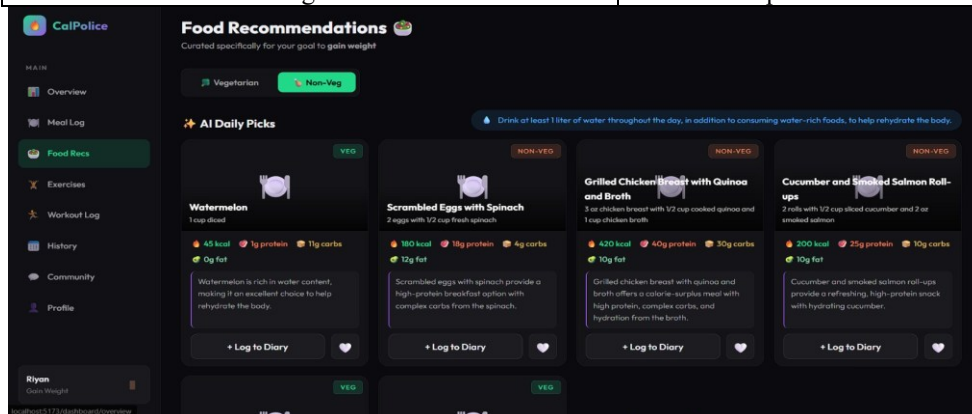 CalPolice
MAIN
Overview
Meal Log
Food Recs
Exercises
Workout Log
History
Community
Profile
Riyan
Gain Weight
localhost:5173/dashboard/overview
Food Recommendations
Curated specifically for your goal to gain weight
Vegetarian
Non-Veg
AI Daily Picks
Drink at least 1 liter of water throughout the day, in addition to consuming water-rich foods, to help rehydrate the body.
VEG
Watermelon
1 cup diced
45 kcal 1g protein 11g carbs
0g fat
Watermelon is rich in water content,
making it an excellent choice to help
rehydrate the body.
+ Log to Diary
NON-VEG
Scrambled Eggs with Spinach
2 eggs with 1/2 cup fresh spinach
180 kcal 18g protein 4g carbs
12g fat
Scrambled eggs with spinach provide a
high-protein breakfast option with
complex carbs from the spinach.
+ Log to Diary
NON-VEG
Grilled Chicken Breast with Quinoa
and Broth
3 oz chicken breast with 1/2 cup cooked quinoa and
1 cup chicken broth
420 kcal 40g protein 30g carbs
10g fat
Grilled chicken breast with quinoa and
broth offers a calorie-surplus meal with
high protein, complex carbs, and
hydration from the broth.
+ Log to Diary
NON-VEG
Cucumber and Smoked Salmon Roll-
ups
2 rolls with 1/2 cup sliced cucumber and 2 oz
smoked salmon
200 kcal 25g protein 10g carbs
10g fat
Cucumber and smoked salmon roll-ups
provide a refreshing, high-protein snack
with hydrating cucumber.
+ Log to Diary
VEG
VEG